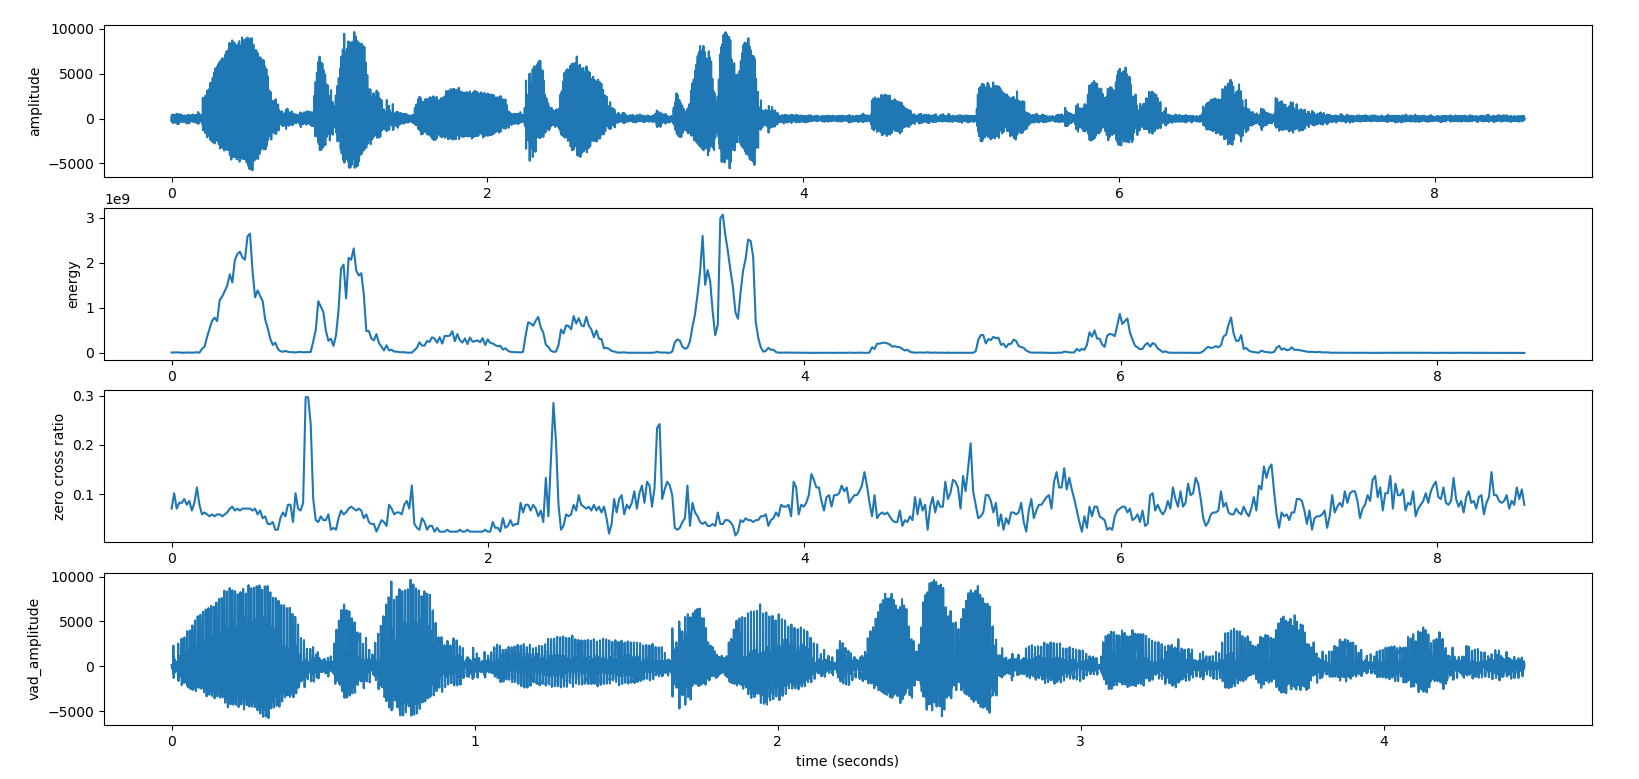 amplitude
10000
5000
0
−5000
0 2 4 6 8
1e9
energy
3
2
1
0
0 2 4 6 8
zero cross ratio
0.3
0.2
0.1
0 2 4 6 8
vad_amplitude
10000
5000
0
−5000
0 1 2 3 4
time (seconds)